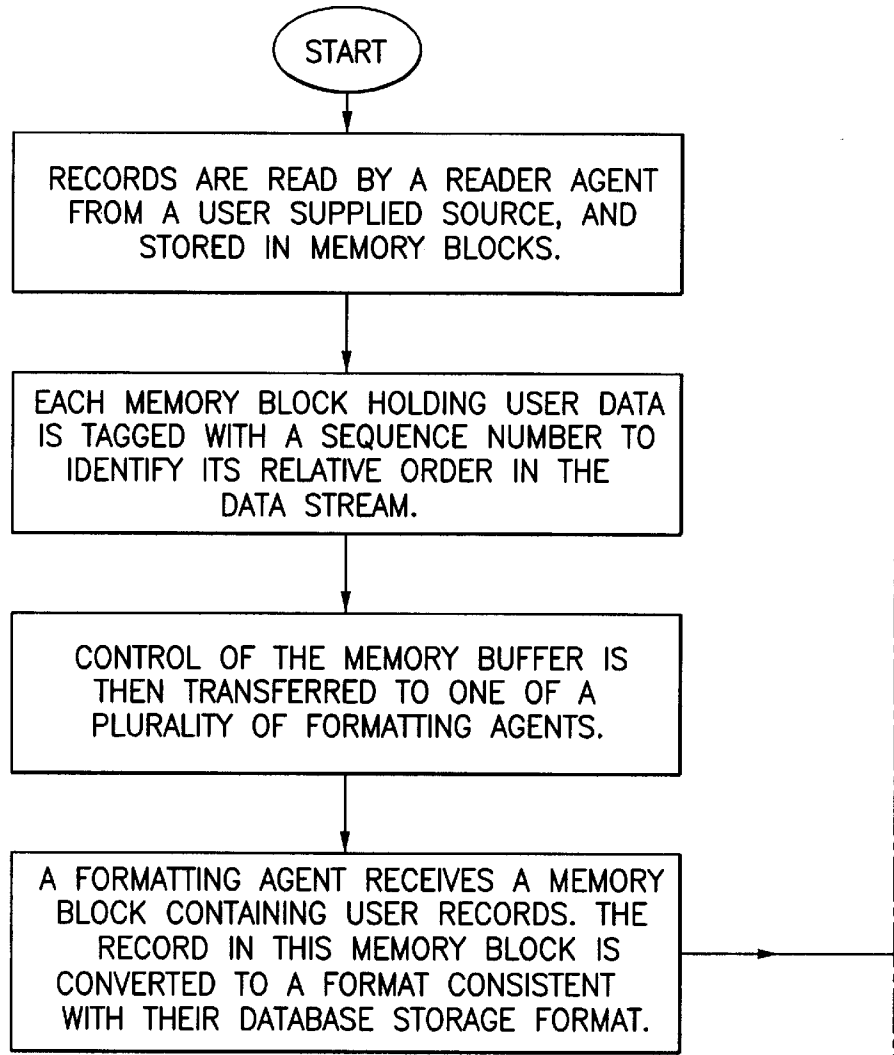 START
RECORDS ARE READ BY A READER AGENT
FROM A USER SUPPLIED SOURCE, AND
STORED IN MEMORY BLOCKS.
EACH MEMORY BLOCK HOLDING USER DATA
IS TAGGED WITH A SEQUENCE NUMBER TO
IDENTIFY ITS RELATIVE ORDER IN THE
DATA STREAM.
CONTROL OF THE MEMORY BUFFER IS
THEN TRANSFERRED TO ONE OF A
PLURALITY OF FORMATTING AGENTS.
A FORMATTING AGENT RECEIVES A MEMORY
BLOCK CONTAINING USER RECORDS. THE
RECORD IN THIS MEMORY BLOCK IS
CONVERTED TO A FORMAT CONSISTENT
WITH THEIR DATABASE STORAGE FORMAT.